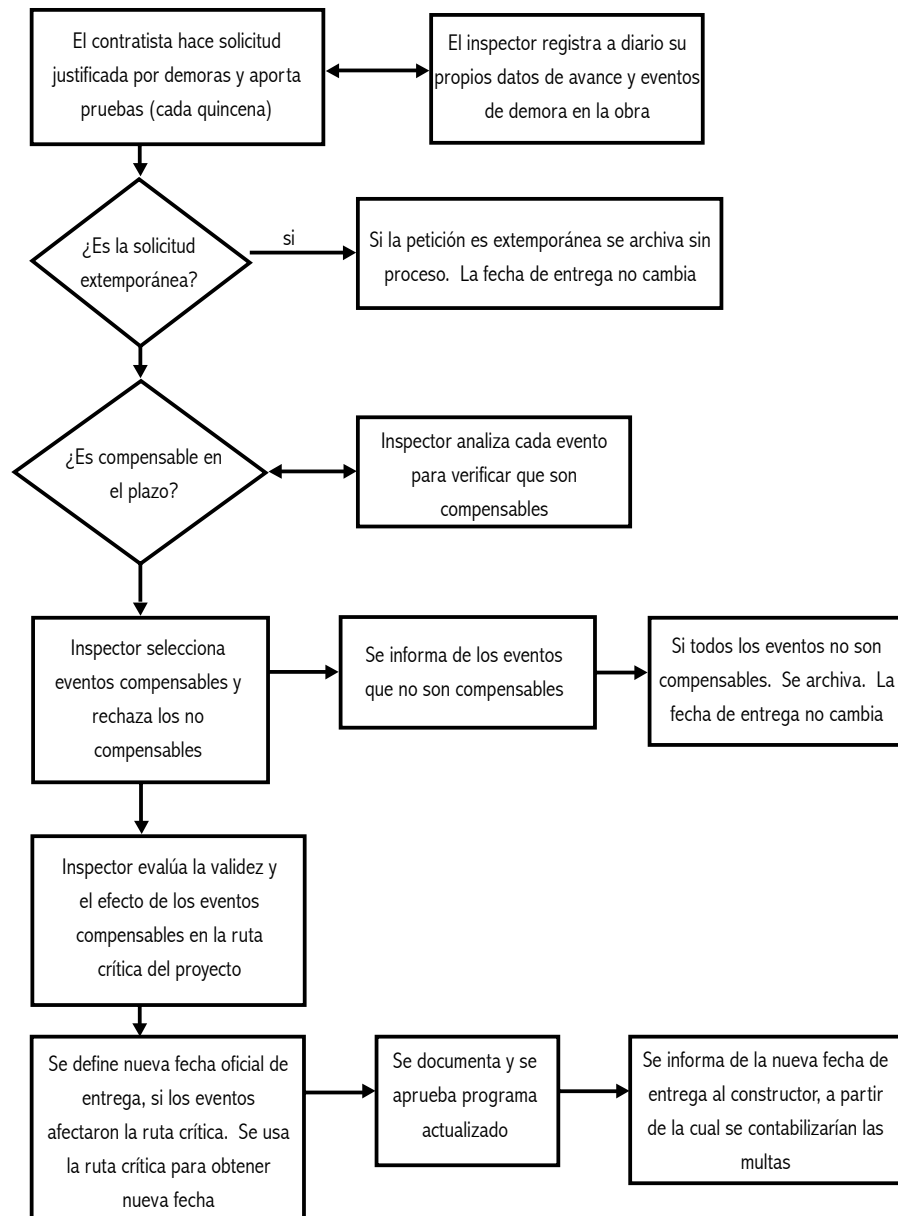 El contratista hace solicitud
justificada por demoras y aporta
pruebas (cada quincena)
El inspector registra a diario su
propios datos de avance y eventos
de demora en la obra
¿Es la solicitud
extemporánea?
si
Si la petición es extemporánea se archiva sin
proceso. La fecha de entrega no cambia
¿Es compensable en
el plazo?
Inspector analiza cada evento
para verificar que son
compensables
Inspector selecciona
eventos compensables y
rechaza los no
compensables
Se informa de los eventos
que no son compensables
Si todos los eventos no son
compensables. Se archiva. La
fecha de entrega no cambia
Inspector evalúa la validez y
el efecto de los eventos
compensables en la ruta
crítica del proyecto
Se define nueva fecha oficial de
entrega, si los eventos
afectaron la ruta crítica. Se usa
la ruta crítica para obtener
nueva fecha
Se documenta y se
aprueba programa
actualizado
Se informa de la nueva fecha de
entrega al constructor, a partir
de la cual se contabilizarían las
multas